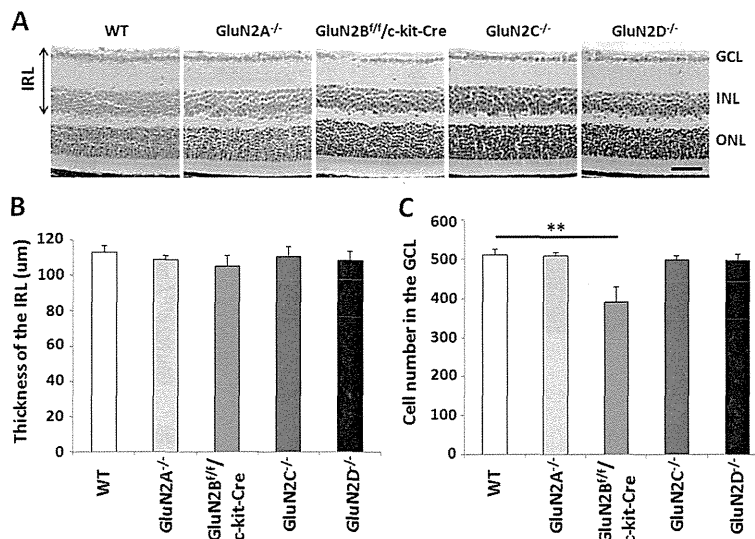 A
WT GluN2A-/- GluN2Bf/f/c-kit-Cre GluN2C-/- GluN2D-/-
IRL
GCL
INL
ONL
B
Thickness of the IRL (um)
120
100
80
60
40
20
0
WT
GluN2A-/-
GluN2Bf/f/
c-kit-Cre
GluN2C-/-
GluN2D-/-
C
Cell number in the GCL
600
500
400
300
200
100
0
**
WT
GluN2A-/-
GluN2Bf/f/
c-kit-Cre
GluN2C-/-
GluN2D-/-